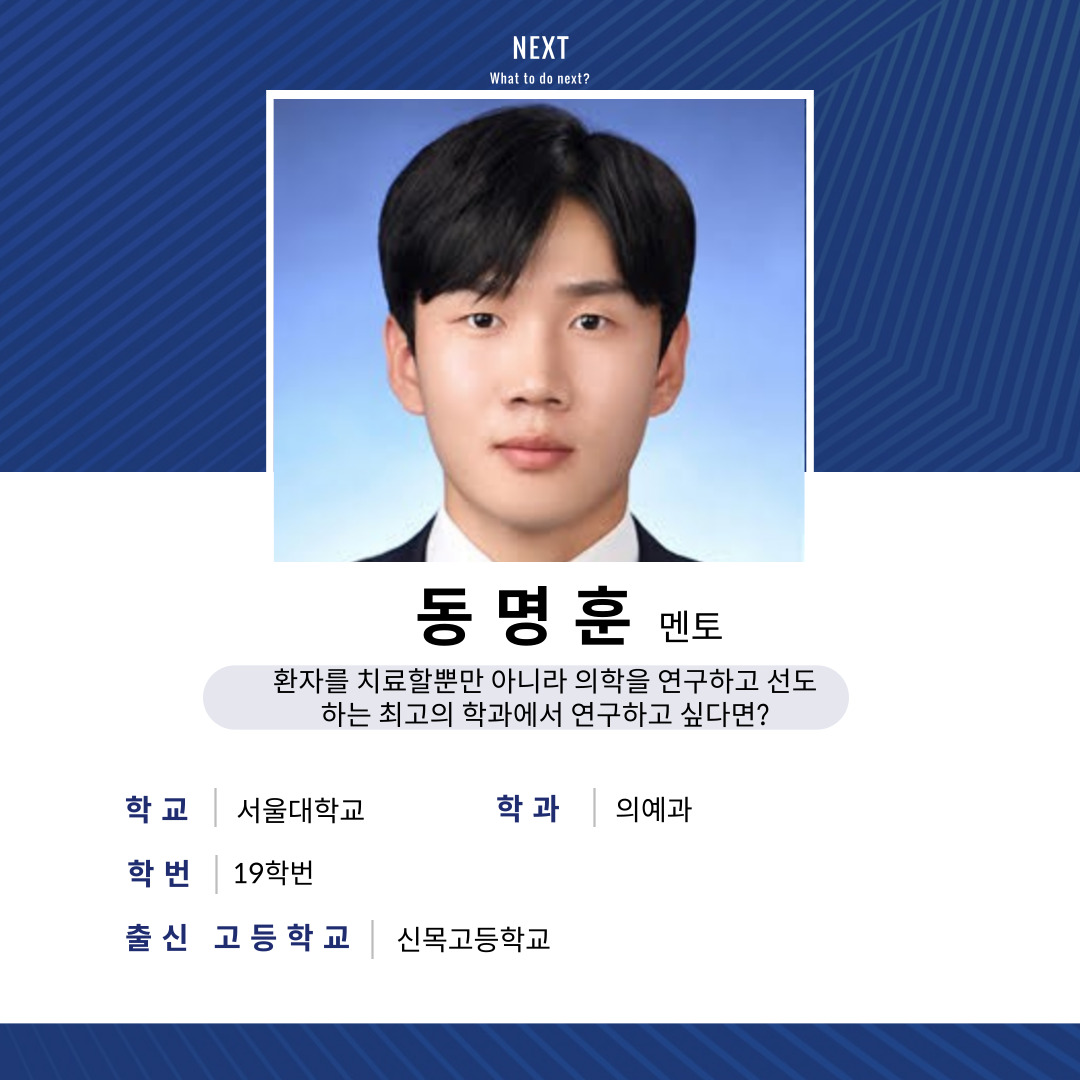 NEXT
What to do next?
동명훈 멘토
환자를 치료할뿐만 아니라 의학을 연구하고 선도
하는 최고의 학과에서 연구하고 싶다면?
학교 서울대학교 학과 의예과
학번 19학번
출신 고등학교 신목고등학교